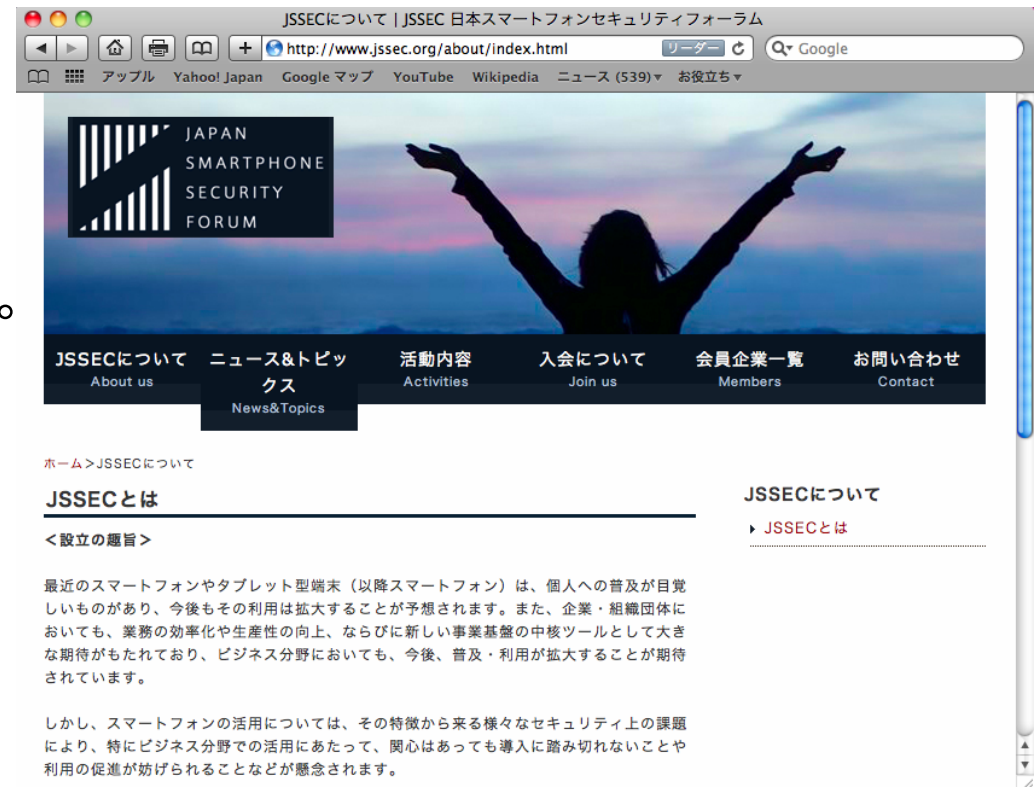 JSSECについて | JSSEC 日本スマートフォンセキュリティフォーラム
http://www.jssec.org/about/index.html
リーダー
Google
アップル Yahoo! Japan Google マップ YouTube Wikipedia ニュース (539)▾ お役立ち▾
JAPAN
SMARTPHONE
SECURITY
FORUM
JSSECについて
About us
ニュース&トピッ
クス
News&Topics
活動内容
Activities
入会について
Join us
会員企業一覧
Members
お問い合わせ
Contact
ホーム>JSSECについて
JSSECとは
<設立の趣旨>
最近のスマートフォンやタブレット型端末（以降スマートフォン）は、個人への普及が目覚
しいものがあり、今後もその利用は拡大することが予想されます。また、企業・組織団体に
おいても、業務の効率化や生産性の向上、ならびに新しい事業基盤の中核ツールとして大き
な期待がもたれており、ビジネス分野においても、今後、普及・利用が拡大することが期待
されています。
しかし、スマートフォンの活用については、その特徴から来る様々なセキュリティ上の課題
により、特にビジネス分野での活用にあたって、関心はあっても導入に踏み切れないことや
利用の促進が妨げられることなどが懸念されます。
JSSECについて
JSSECとは